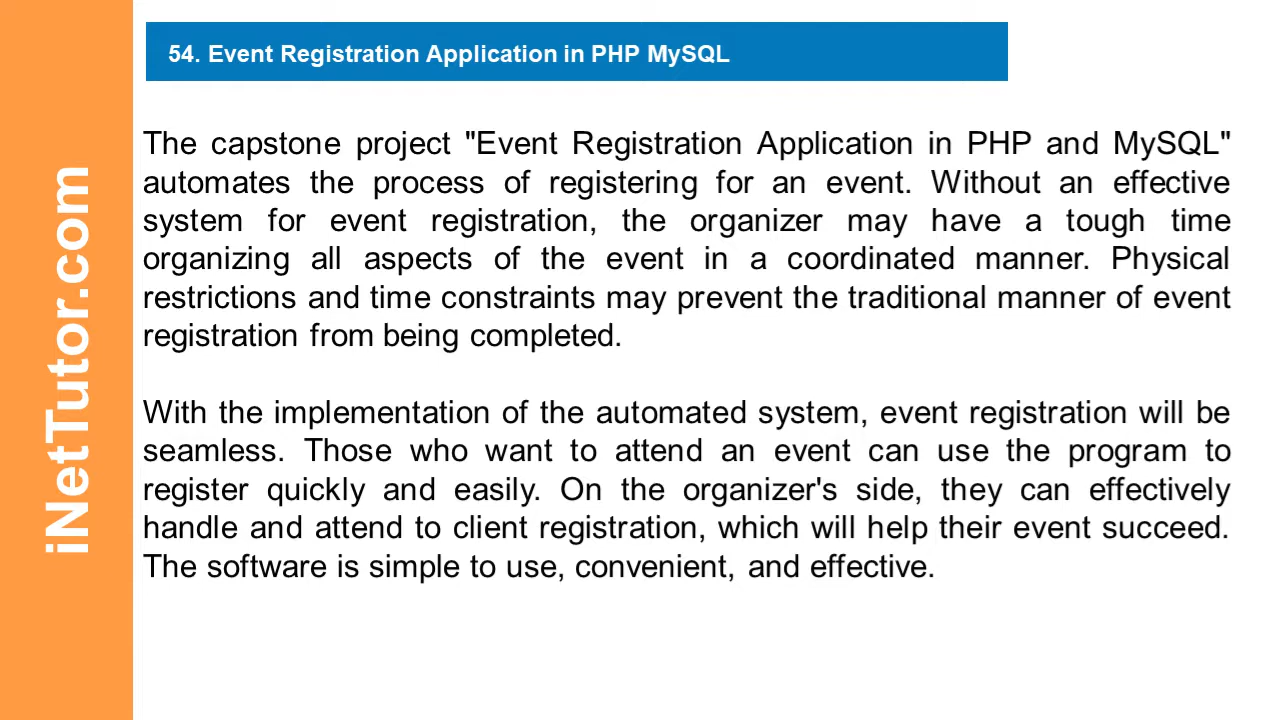 54. Event Registration Application in PHP MySQL
The capstone project "Event Registration Application in PHP and MySQL"
automates the process of registering for an event. Without an effective
system for event registration, the organizer may have a tough time
organizing all aspects of the event in a coordinated manner. Physical
restrictions and time constraints may prevent the traditional manner of event
registration from being completed.
With the implementation of the automated system, event registration will be
seamless. Those who want to attend an event can use the program to
register quickly and easily. On the organizer's side, they can effectively
handle and attend to client registration, which will help their event succeed.
The software is simple to use, convenient, and effective.
iNetTutor.com